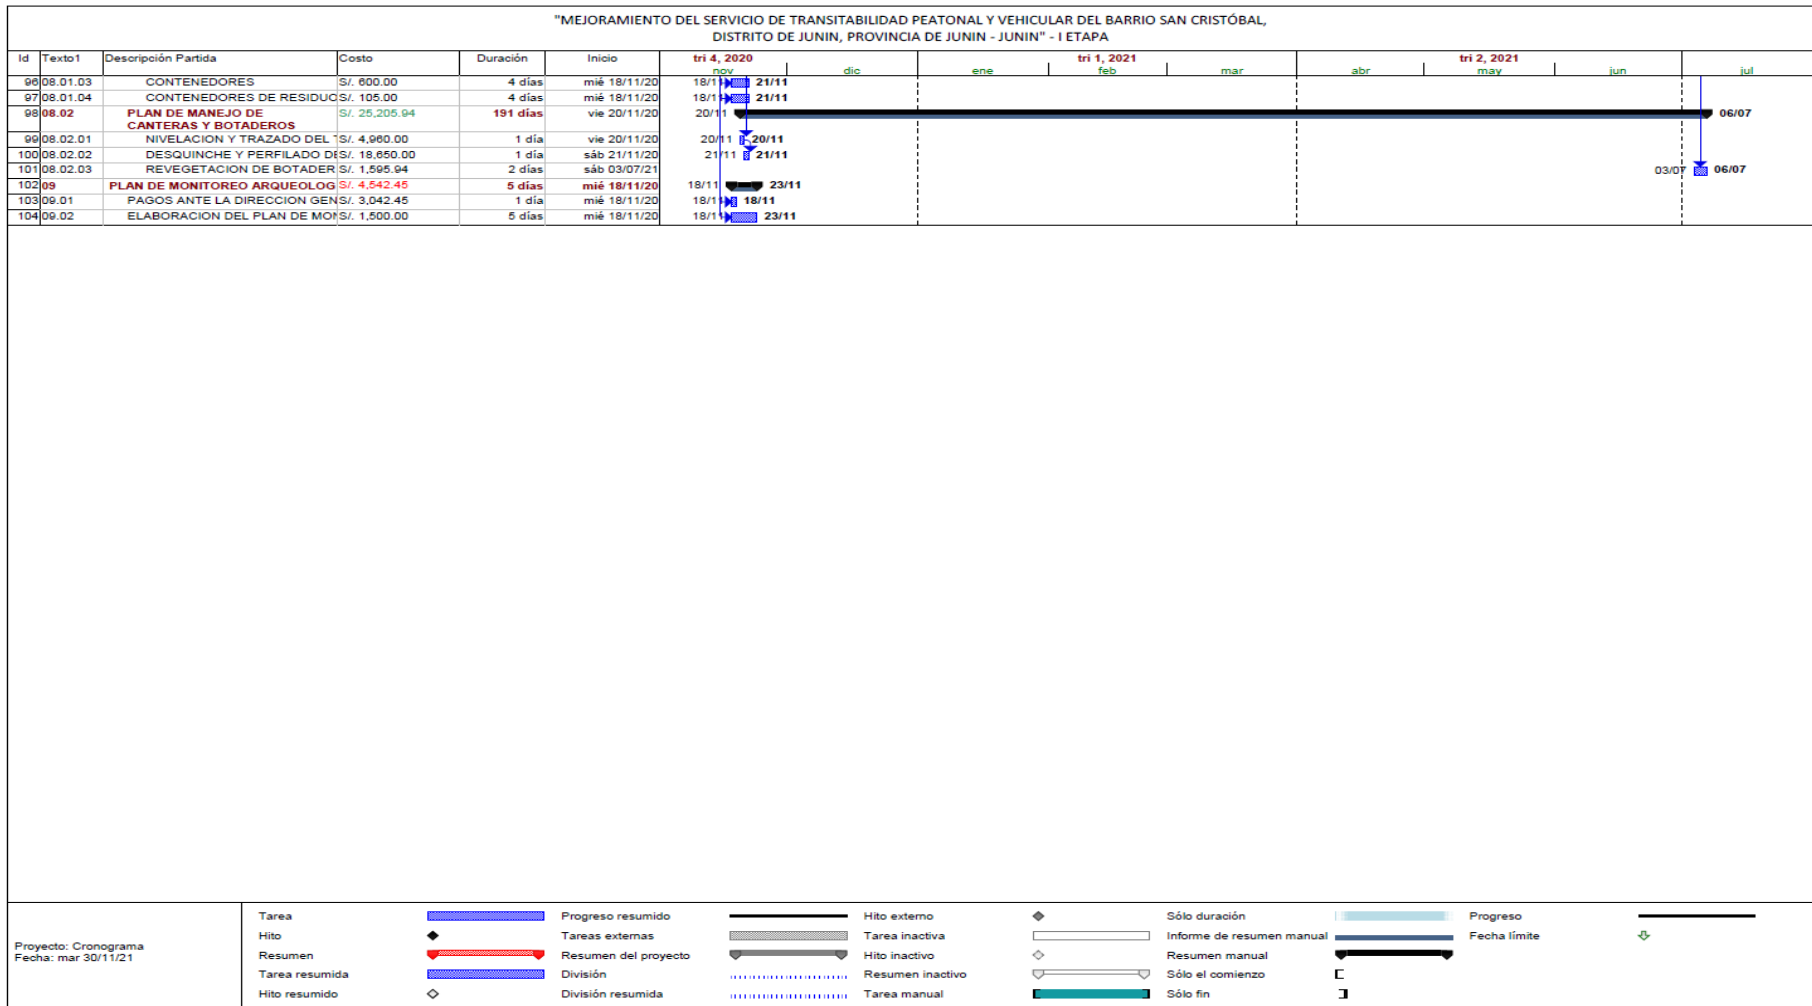 "MEJORAMIENTO DEL SERVICIO DE TRANSITABILIDAD PEATONAL Y VEHICULAR DEL BARRIO SAN CRISTÓBAL,
DISTRITO DE JUNIN, PROVINCIA DE JUNIN - JUNIN" - I ETAPA
Id Texto1 Descripción Partida Costo Duración Inicio tri 4, 2020 tri 1, 2021 tri 2, 2021
nov dic ene feb mar abr may jun jul
96 08.01.03 CONTENEDORES S/. 600.00 4 días mié 18/11/20 18/11 21/11
97 08.01.04 CONTENEDORES DE RESIDUO S/. 105.00 4 días mié 18/11/20 18/11 21/11
98 08.02 PLAN DE MANEJO DE S/. 25,205.94 191 días vie 20/11/20 20/11 06/07
CANTERAS Y BOTADEROS
99 08.02.01 NIVELACION Y TRAZADO DEL S/. 4,960.00 1 día vie 20/11/20 20/11 20/11
100 08.02.02 DESQUINCHE Y PERFILADO DE S/. 18,650.00 1 día sáb 21/11/20 21/11 21/11
101 08.02.03 REVEGETACION DE BOTADER S/. 1,595.94 2 días sáb 03/07/21 03/07 06/07
102 09 PLAN DE MONITOREO ARQUEOLOG S/. 4,542.45 5 días mié 18/11/20 18/11 23/11
103 09.01 PAGOS ANTE LA DIRECCION GEN S/. 3,042.45 1 día mié 18/11/20 18/11 18/11
104 09.02 ELABORACION DEL PLAN DE MON S/. 1,500.00 5 días mié 18/11/20 18/11 23/11
Proyecto: Cronograma
Fecha: mar 30/11/21
Tarea Progreso resumido Hito externo Sólo duración Progreso
Hito Tareas externas Tarea inactiva Informe de resumen manual Fecha límite
Resumen Resumen del proyecto Hito inactivo Resumen manual
Tarea resumida División Resumen inactivo Sólo el comienzo
Hito resumido División resumida Tarea manual Sólo fin